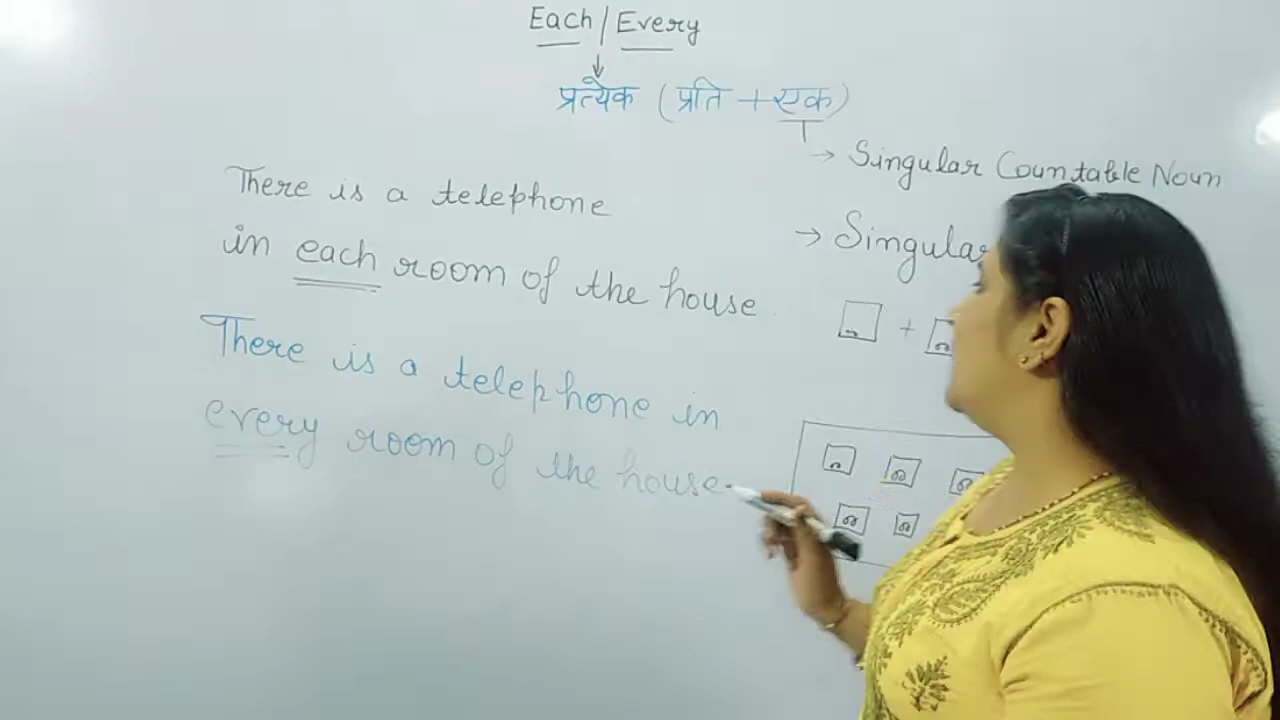 Each / Every
↓
प्रत्येक ( प्रति + एक )
→ Singular Countable Noun
There is a telephone
in each room of the house
→ Singular
There is a telephone in
every room of the house.